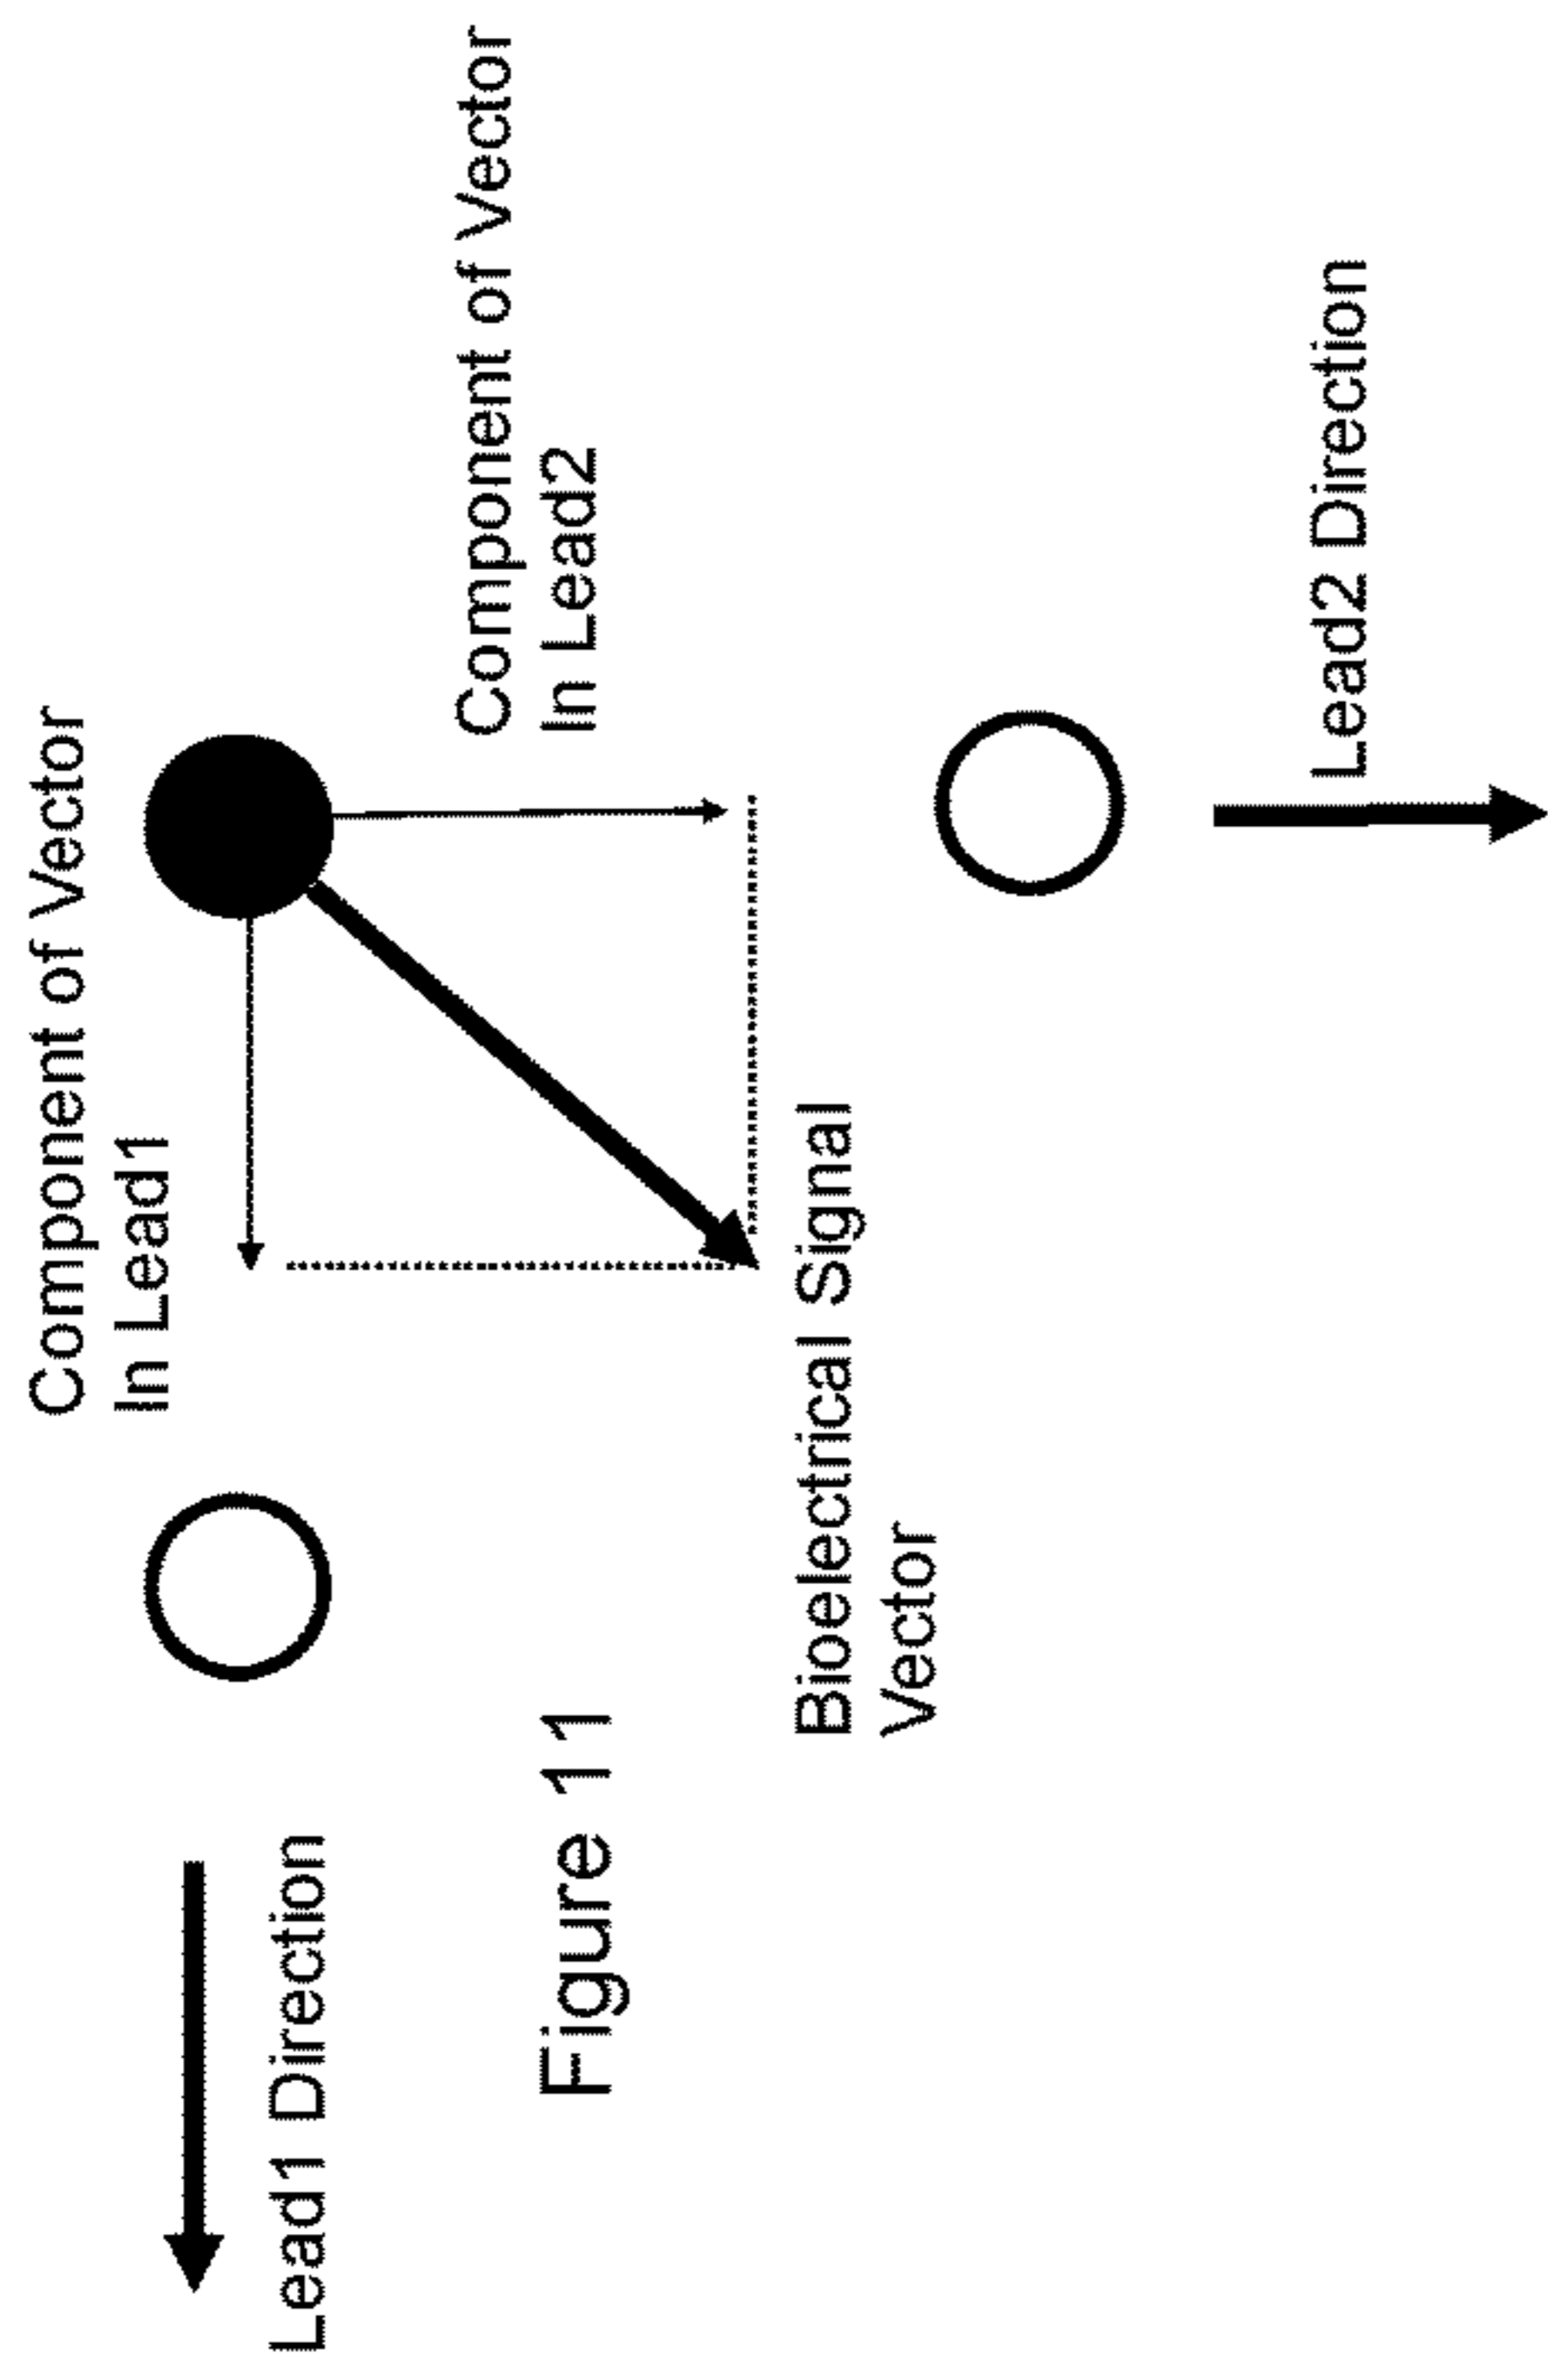 Component of Vector
In Lead1
Lead1 Direction
Component of Vector
In Lead2
Figure 11
Bioelectrical Signal
Vector
Lead2 Direction